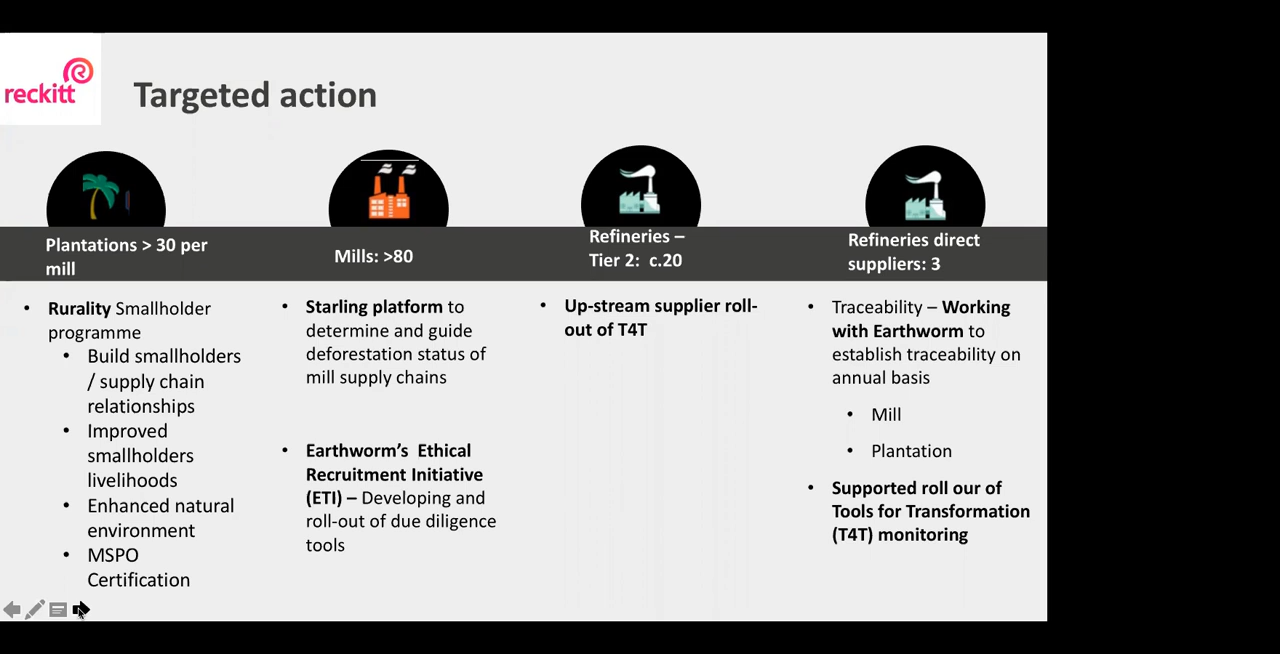 reckitt
Targeted action
Plantations > 30 per
mill
Mills: >80
Refineries –
Tier 2: c.20
Refineries direct
suppliers: 3
• Rurality Smallholder
programme
• Build smallholders
/ supply chain
relationships
• Improved
smallholders
livelihoods
• Enhanced natural
environment
• MSPO
Certification
• Starling platform to
determine and guide
deforestation status of
mill supply chains
• Earthworm’s Ethical
Recruitment Initiative
(ETI) – Developing and
roll-out of due diligence
tools
• Up-stream supplier roll-
out of T4T
• Traceability – Working
with Earthworm to
establish traceability on
annual basis
• Mill
• Plantation
• Supported roll our of
Tools for Transformation
(T4T) monitoring